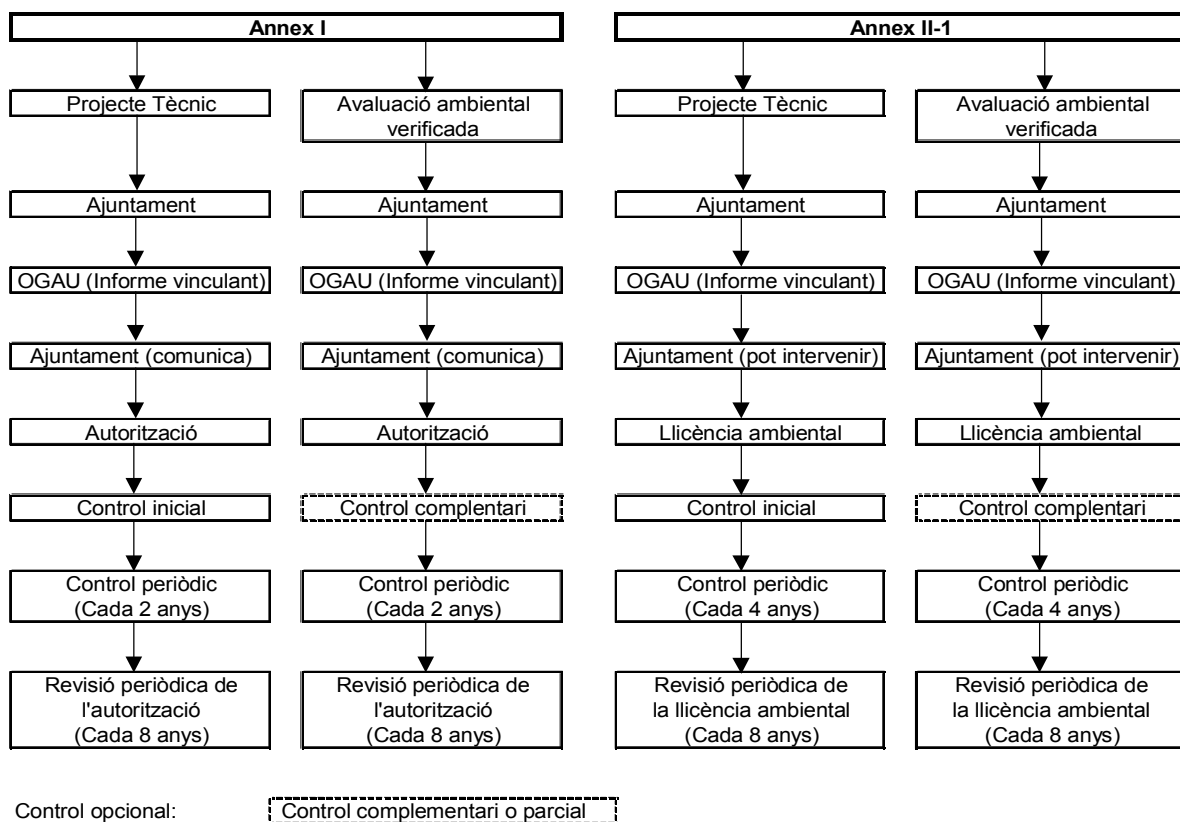 Annex I
Annex II-1
Projecte Tècnic
Avaluació ambiental
verificada
Projecte Tècnic
Avaluació ambiental
verificada
Ajuntament
Ajuntament
Ajuntament
Ajuntament
OGAU (Informe vinculant)
OGAU (Informe vinculant)
OGAU (Informe vinculant)
OGAU (Informe vinculant)
Ajuntament (comunica)
Ajuntament (comunica)
Ajuntament (pot intervenir)
Ajuntament (pot intervenir)
Autorització
Autorització
Llicència ambiental
Llicència ambiental
Control inicial
Control complentari
Control inicial
Control complentari
Control periòdic
(Cada 2 anys)
Control periòdic
(Cada 2 anys)
Control periòdic
(Cada 4 anys)
Control periòdic
(Cada 4 anys)
Revisió periòdica de
l'autorització
(Cada 8 anys)
Revisió periòdica de
l'autorització
(Cada 8 anys)
Revisió periòdica de
la llicència ambiental
(Cada 8 anys)
Revisió periòdica de
la llicència ambiental
(Cada 8 anys)
Control opcional:
Control complementari o parcial